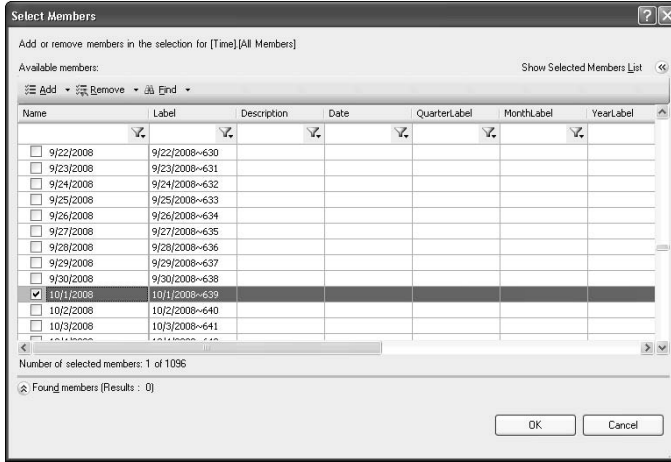 Select Members
Add or remove members in the selection for [Time].[All Members]
Available members: Show Selected Members List
Add Remove Find
Name Label Description Date QuarterLabel MonthLabel YearLabel
9/22/2008 9/22/2008~630
9/23/2008 9/23/2008~631
9/24/2008 9/24/2008~632
9/25/2008 9/25/2008~633
9/26/2008 9/26/2008~634
9/27/2008 9/27/2008~635
9/28/2008 9/28/2008~636
9/29/2008 9/29/2008~637
9/30/2008 9/30/2008~638
10/1/2008 10/1/2008~639
10/2/2008 10/2/2008~640
10/3/2008 10/3/2008~641
Number of selected members: 1 of 1096
Found members (Results : 0)
OK Cancel